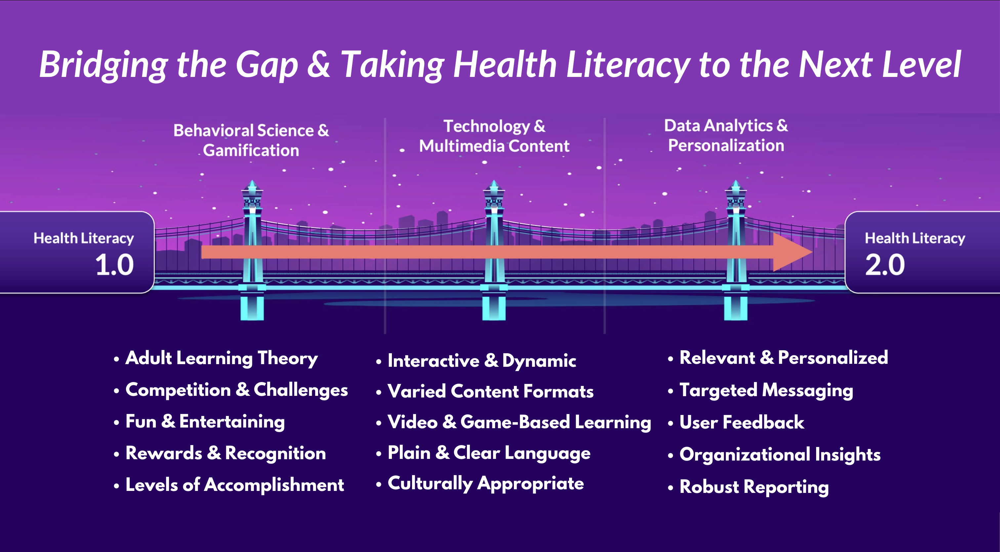 Bridging the Gap & Taking Health Literacy to the Next Level
Behavioral Science &
Gamification
Technology &
Multimedia Content
Data Analytics &
Personalization
Health Literacy
1.0
Health Literacy
2.0
• Adult Learning Theory
• Competition & Challenges
• Fun & Entertaining
• Rewards & Recognition
• Levels of Accomplishment
• Interactive & Dynamic
• Varied Content Formats
• Video & Game-Based Learning
• Plain & Clear Language
• Culturally Appropriate
• Relevant & Personalized
• Targeted Messaging
• User Feedback
• Organizational Insights
• Robust Reporting